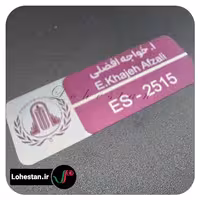 ا. خواجه افضلی
E.Khajeh Afzali
ES - 2515
Lohestan.ir